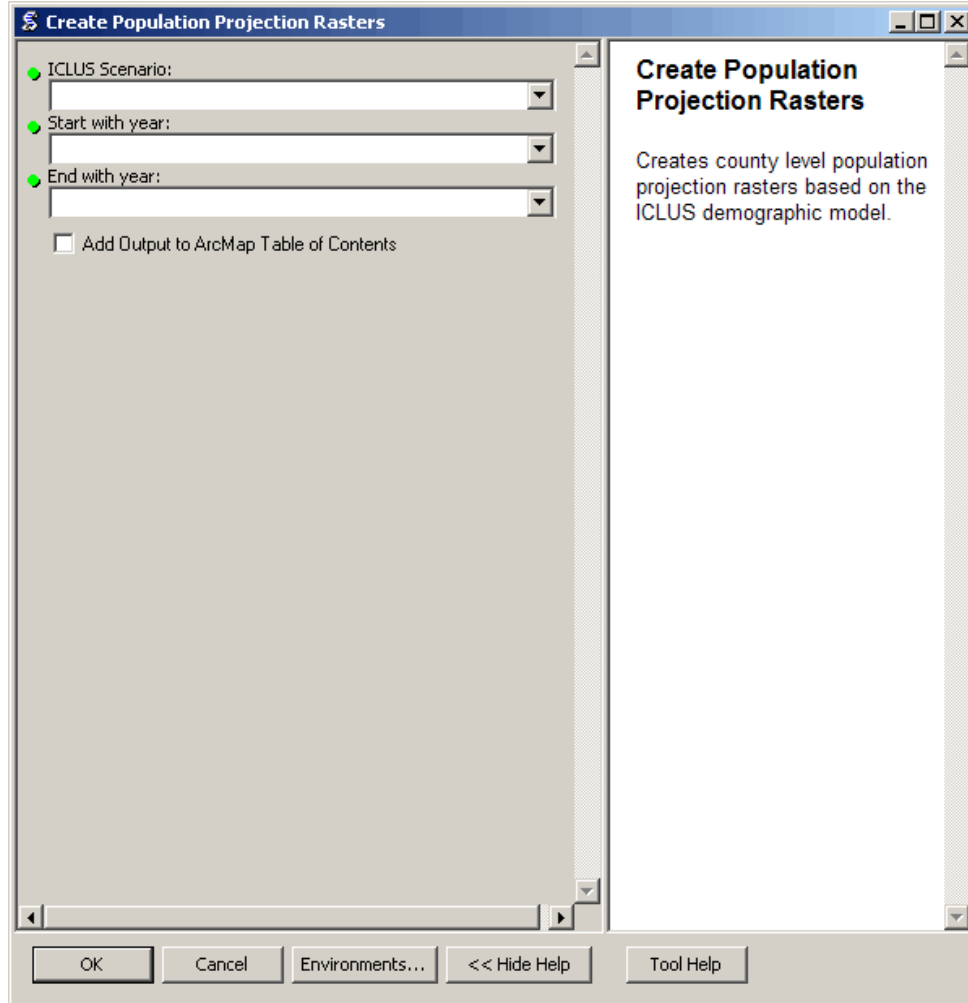 Create Population Projection Rasters
ICLUS Scenario:
Start with year:
End with year:
Add Output to ArcMap Table of Contents
Create Population
Projection Rasters
Creates county level population
projection rasters based on the
ICLUS demographic model.
OK
Cancel
Environments...
<< Hide Help
Tool Help